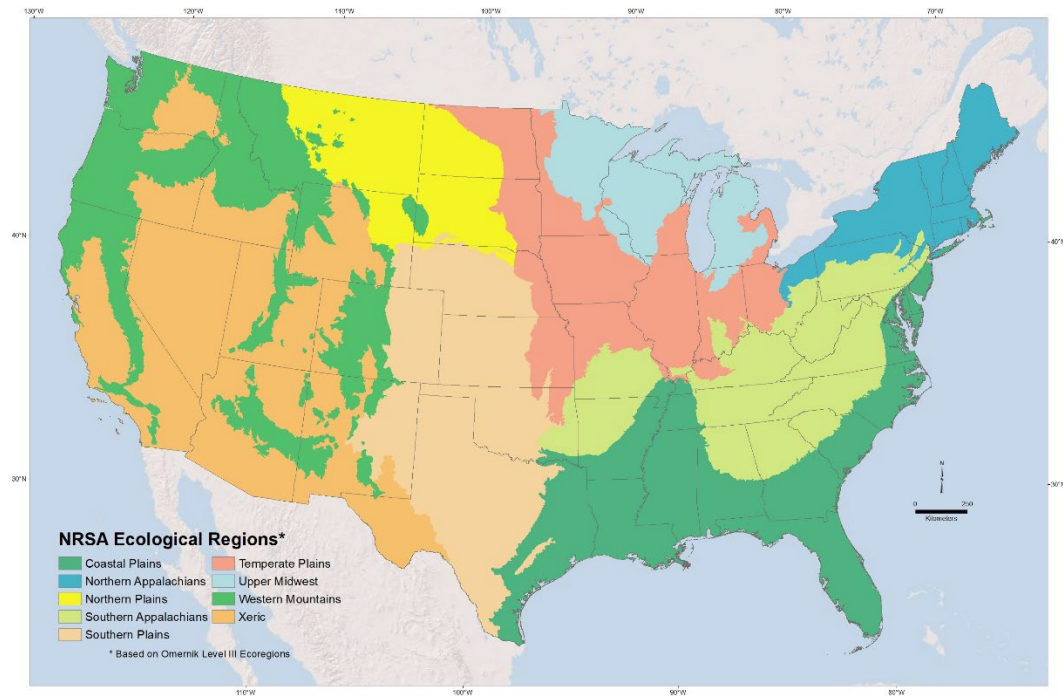 130°W 120°W 110°W 100°W 90°W 80°W 70°W
40°N 40°N
30°N 30°N
N
0 250
Kilometers
NRSA Ecological Regions*
Coastal Plains Temperate Plains
Northern Appalachians Upper Midwest
Northern Plains Western Mountains
Southern Appalachians Xeric
Southern Plains
* Based on Omernik Level III Ecoregions
110°W 100°W 90°W 80°W